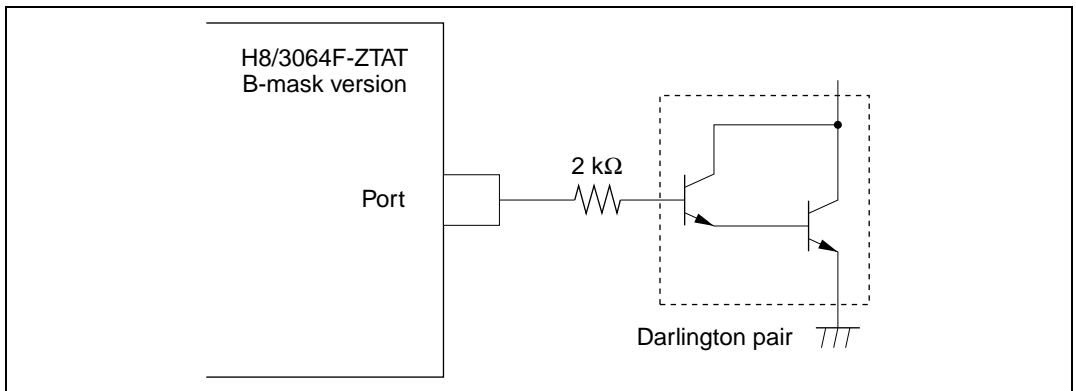 H8/3064F-ZTAT
B-mask version
Port
2 kΩ
Darlington pair